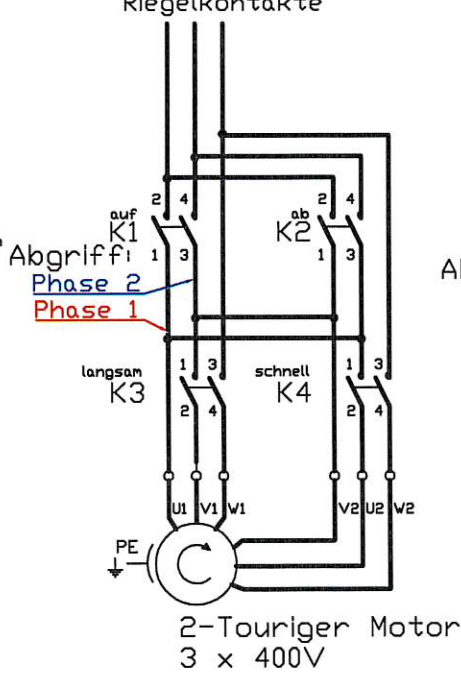 Riegelkontakte
2 4
auf
K1
1 3
2 4
ab
K2
1 3
Abgriff
Al
Phase 2
Phase 1
langsam
K3
1 3
2 4
schnell
K4
1 3
2 4
U1 V1 W1
V2 U2 W2
PE
2-Touriger Motor
3 x 400V